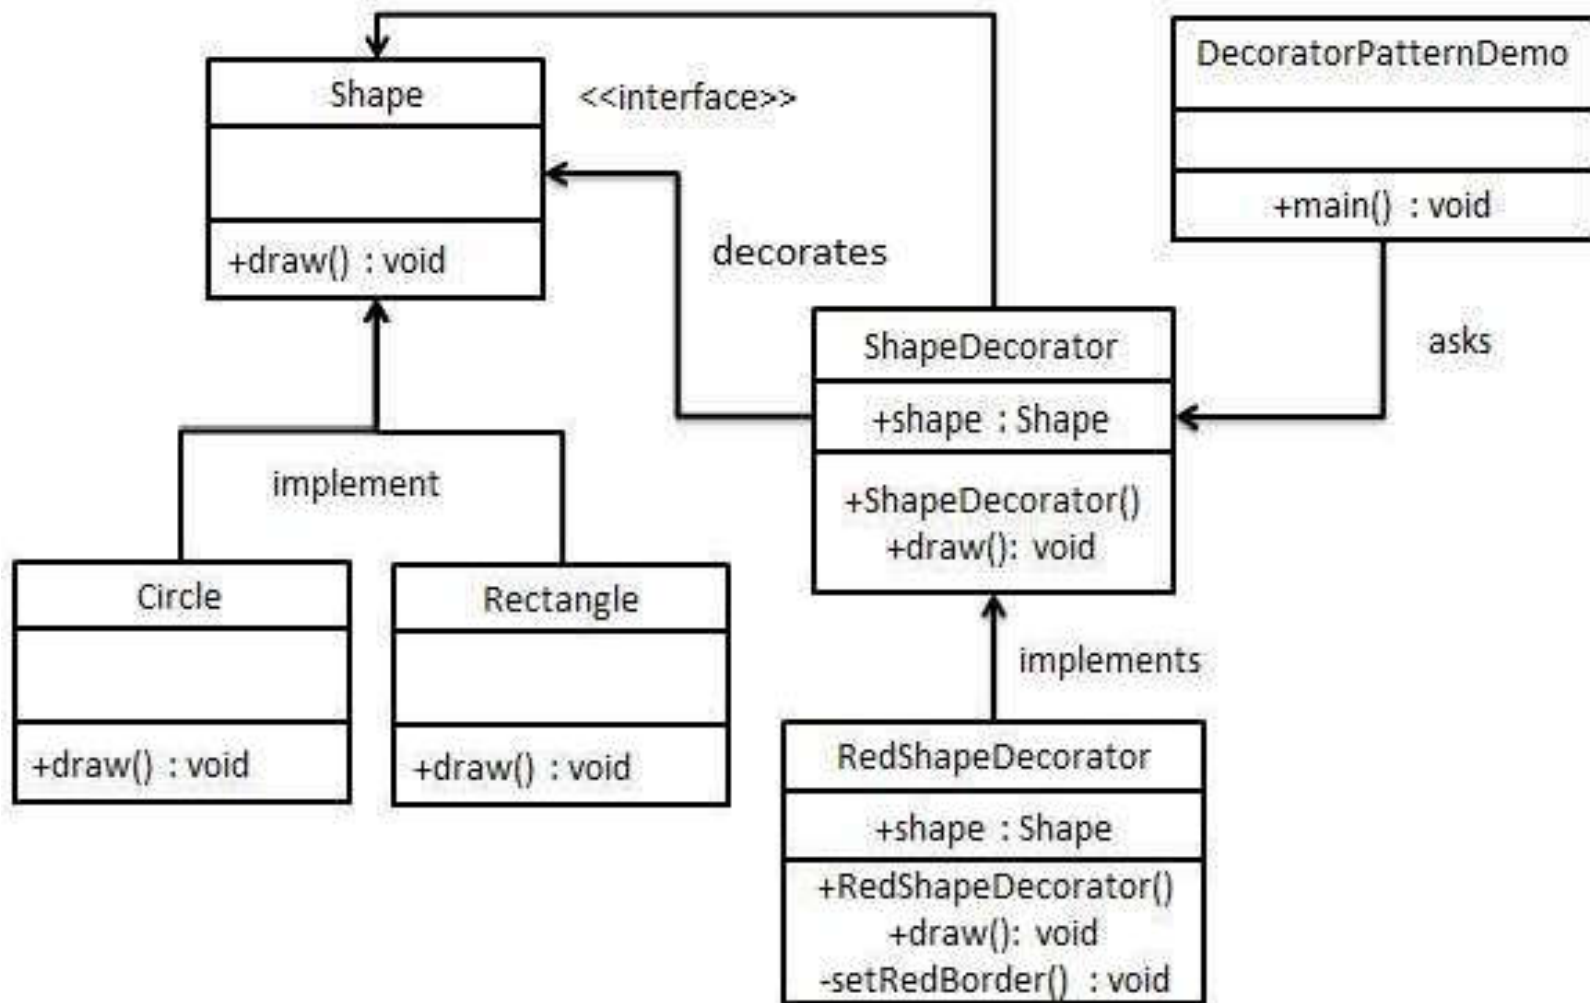 Shape
<<interface>>
+draw() : void
DecoratorPatternDemo
+main() : void
decorates
asks
ShapeDecorator
+shape : Shape
+ShapeDecorator()
+draw(): void
implement
Circle
+draw() : void
Rectangle
+draw() : void
implements
RedShapeDecorator
+shape : Shape
+RedShapeDecorator()
+draw(): void
-setRedBorder() : void